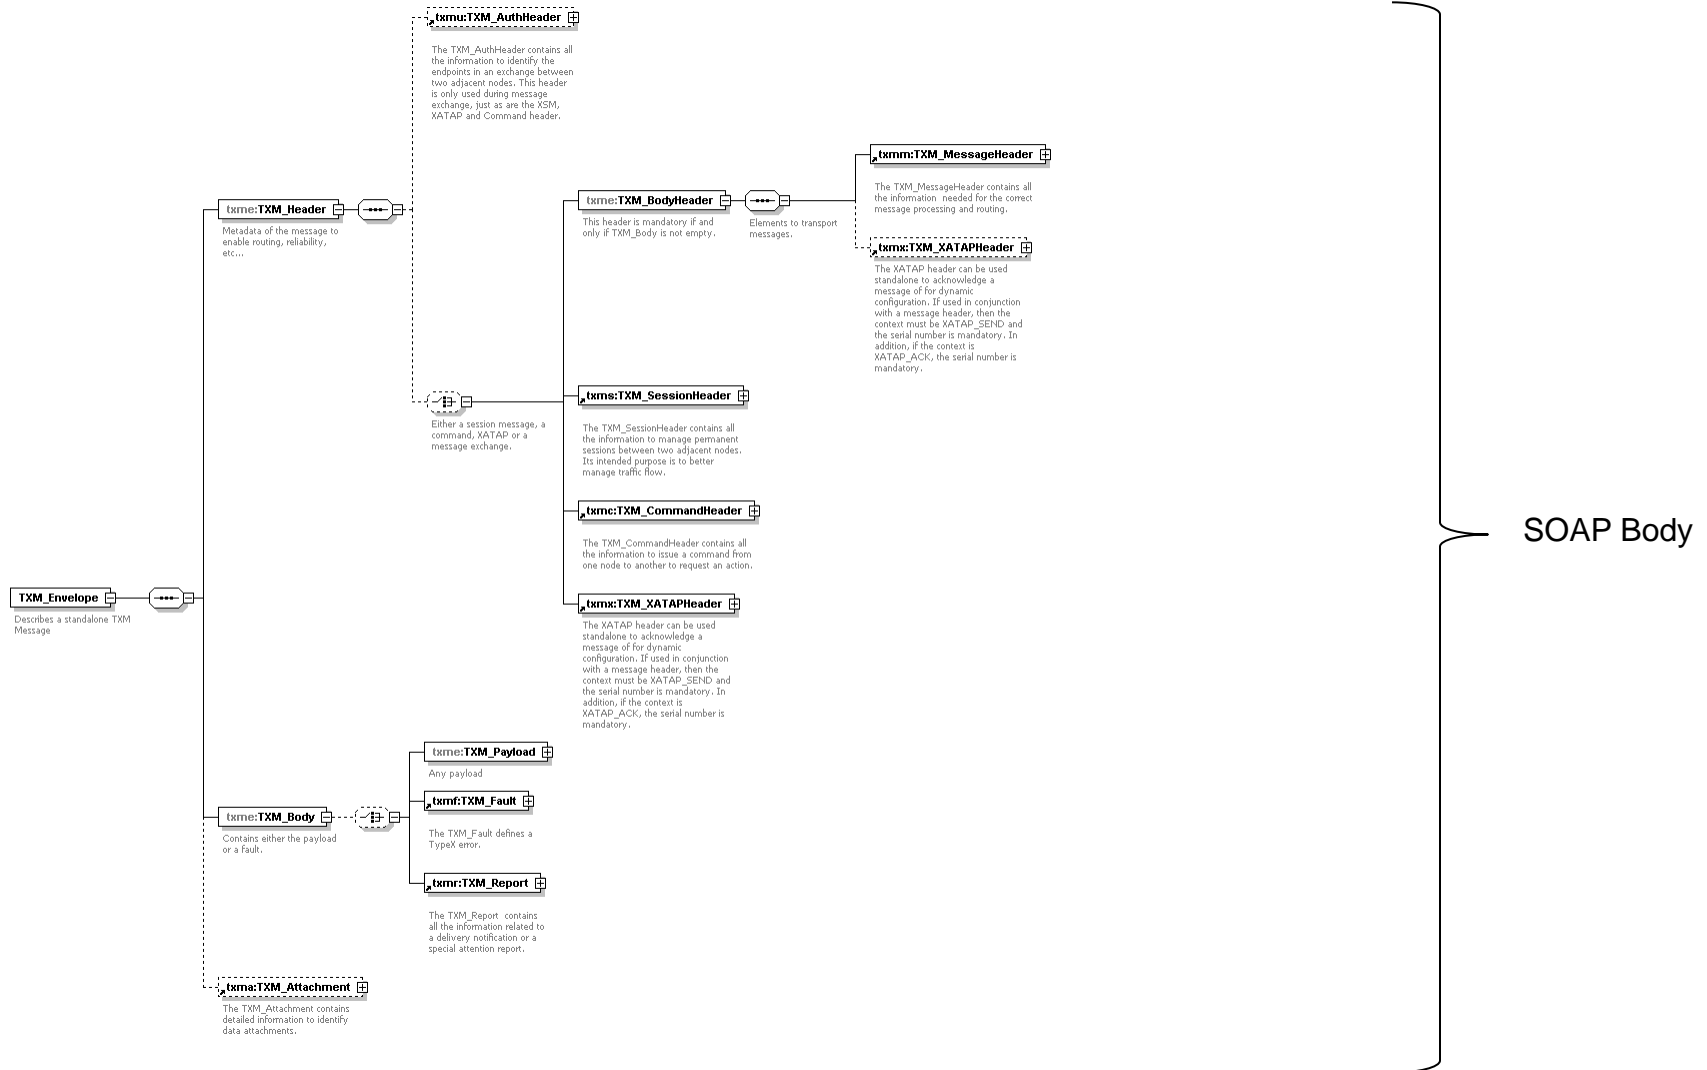 txmu:TXM_AuthHeader
The TXM_AuthHeader contains all
the information to identify the
endpoints in an exchange between
two adjacent nodes. This header
is only used during message
exchange, just as are the XSM,
XATAP and Command header.
txmm:TXM_MessageHeader
The TXM_MessageHeader contains all
the information  needed for the correct
message processing and routing.
txme:TXM_Header
Metadata of the message to
enable routing, reliability,
etc...
txme:TXM_BodyHeader
This header is mandatory if and
only if TXM_Body is not empty.
Elements to transport
messages.
txmx:TXM_XATAPHeader
The XATAP header can be used
standalone to acknowledge a
message of for dynamic
configuration. If used in conjunction
with a message header, then the
context must be XATAP_SEND and
the serial number is mandatory. In
addition, if the context is
XATAP_ACK, the serial number is
mandatory.
Either a session message, a
command, XATAP or a
message exchange.
txms:TXM_SessionHeader
The TXM_SessionHeader contains all
the information to manage permanent
sessions between two adjacent nodes.
Its intended purpose is to better
manage traffic flow.
txmc:TXM_CommandHeader
The TXM_CommandHeader contains all
the information to issue a command from
one node to another to request an action.
SOAP Body
TXM_Envelope
Describes a standalone TXM
Message
txmx:TXM_XATAPHeader
The XATAP header can be used
standalone to acknowledge a
message of for dynamic
configuration. If used in conjunction
with a message header, then the
context must be XATAP_SEND and
the serial number is mandatory. In
addition, if the context is
XATAP_ACK, the serial number is
mandatory.
txme:TXM_Payload
Any payload
txme:TXM_Body
Contains either the payload
or a fault.
txmf:TXM_Fault
The TXM_Fault defines a
TypeX error.
txmr:TXM_Report
The TXM_Report  contains
all the information related to
a delivery notification or a
special attention report.
txma:TXM_Attachment
The TXM_Attachment contains
detailed information to identify
data attachments.